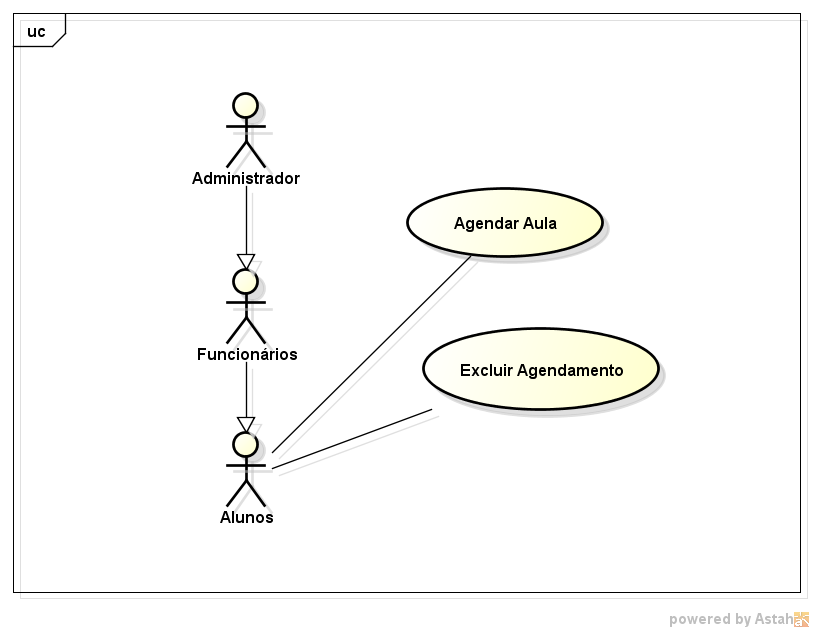 uc
Administrador
Agendar Aula
Funcionários
Excluir Agendamento
Alunos
powered by Astah